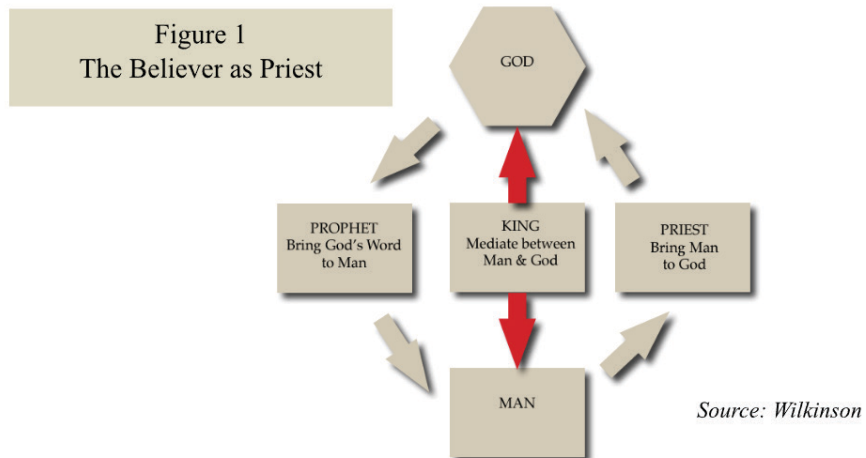 Figure 1
The Believer as Priest
GOD
PROPHET
Bring God's Word
to Man
KING
Mediate between
Man & God
PRIEST
Bring Man
to God
MAN
Source: Wilkinson